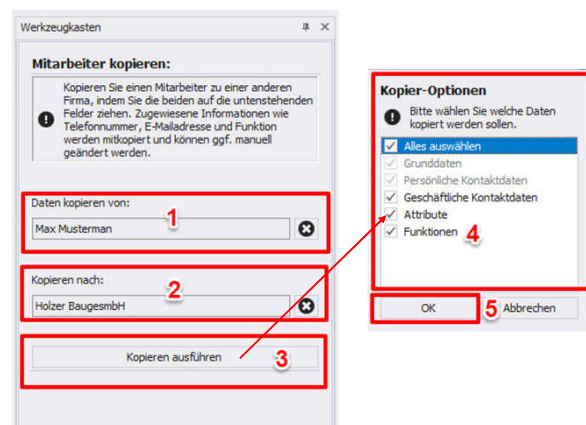 Werkzeugkasten
Mitarbeiter kopieren:
Kopieren Sie einen Mitarbeiter zu einer anderen
Firma, indem Sie die beiden auf die untenstehenden
Felder ziehen. Zugewiesene Informationen wie
Telefonnummer, E-Mailadresse und Funktion
werden mitkopiert und können ggf. manuell
geändert werden.
Daten kopieren von:
1
Max Musterman
Kopieren nach:
2
Holzer BaugesmbH
Kopieren ausführen
3
Kopier-Optionen
Bitte wählen Sie welche Daten
kopiert werden sollen.
Alles auswählen
Grunddaten
Persönliche Kontaktdaten
Geschäftliche Kontaktdaten
Attribute
Funktionen
4
OK
5
Abbrechen